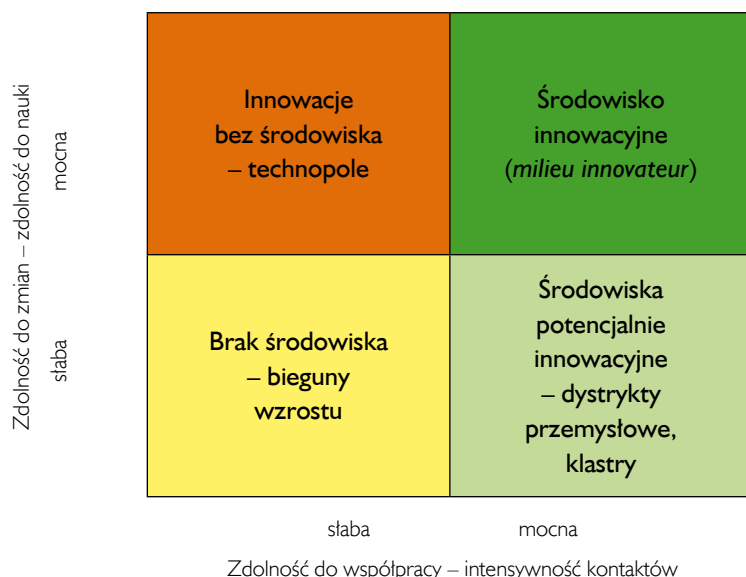 Zdolność do zmian – zdolność do nauki
mocna
słaba
Innowacje
bez środowiska
– technopole
Środowisko
innowacyjne
(milieu innovateur)
Brak środowiska
– bieguny
wzrostu
Środowiska
potencjalnie
innowacyjne
– dystrykty
przemysłowe,
klastry
słaba
mocna
Zdolność do współpracy – intensywność kontaktów